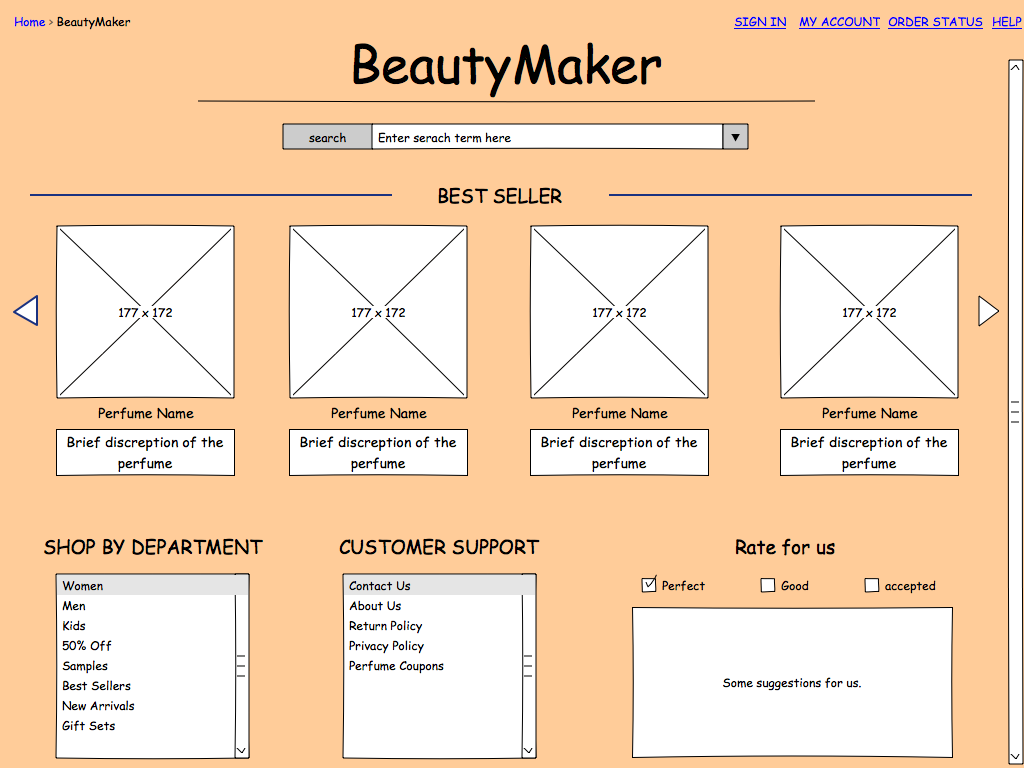 Home > BeautyMaker
SIGN IN MY ACCOUNT ORDER STATUS HELP
BeautyMaker
search Enter serach term here
BEST SELLER
177 x 172 177 x 172 177 x 172 177 x 172
Perfume Name Perfume Name Perfume Name Perfume Name
Brief discreption of the Brief discreption of the Brief discreption of the Brief discreption of the
perfume perfume perfume perfume
SHOP BY DEPARTMENT
Women
Men
Kids
50% Off
Samples
Best Sellers
New Arrivals
Gift Sets
CUSTOMER SUPPORT
Contact Us
About Us
Return Policy
Privacy Policy
Perfume Coupons
Rate for us
Perfect Good accepted
Some suggestions for us.